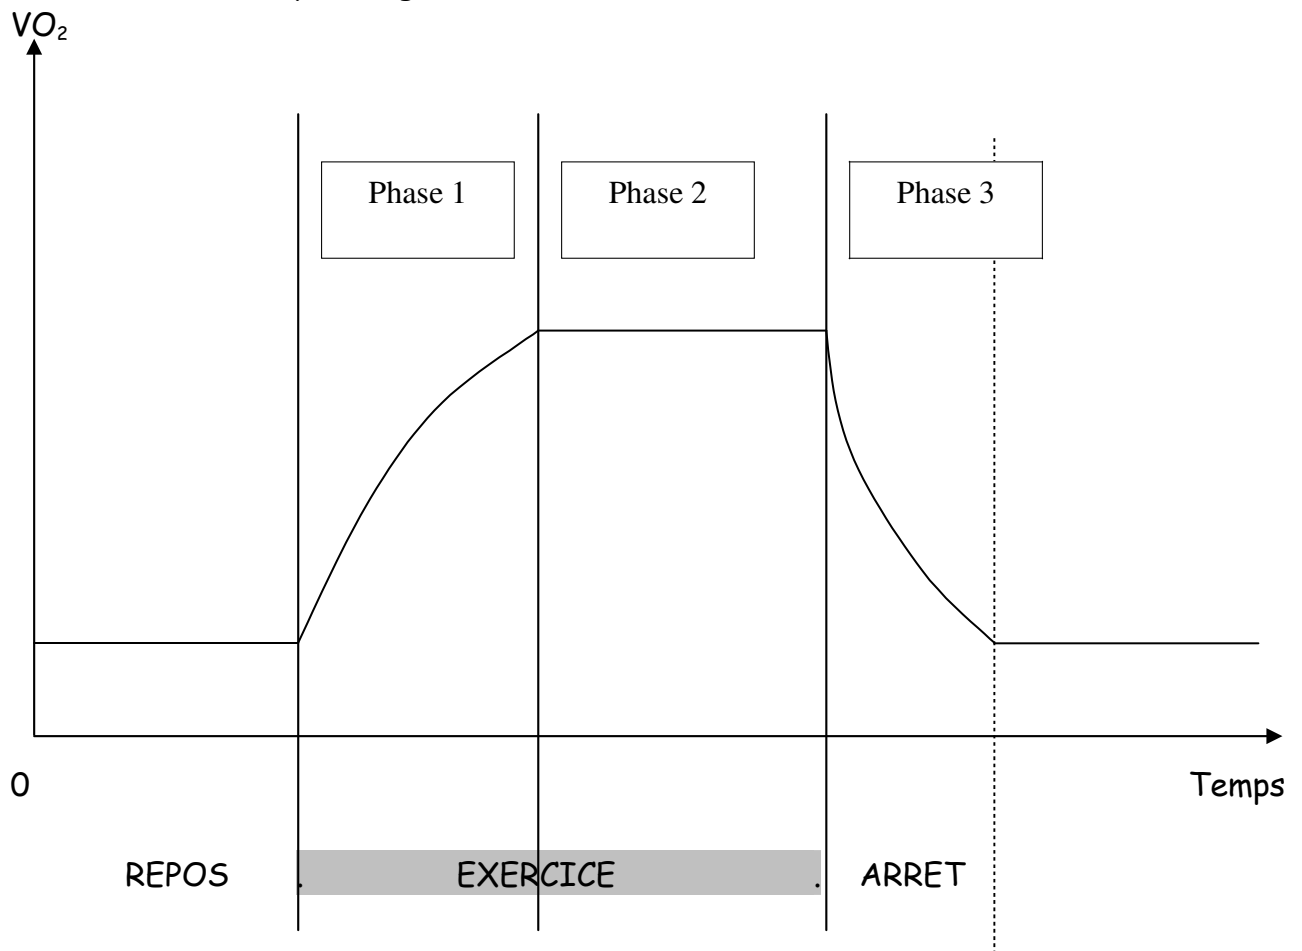 VO₂
Phase 1
Phase 2
Phase 3
0
Temps
REPOS
. EXERCICE .
ARRET